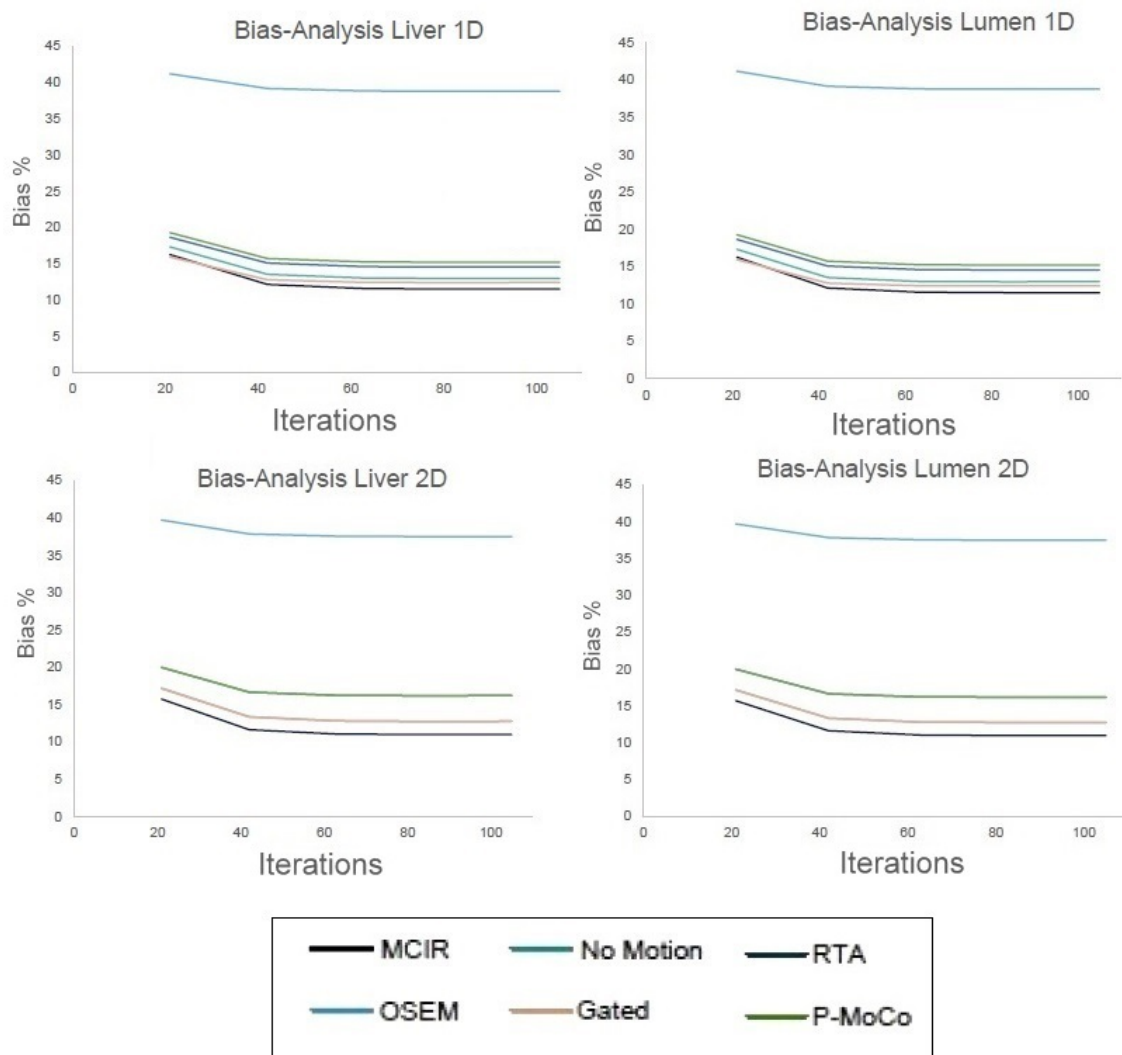 Bias-Analysis Liver 1D
45
40
35
30
25
20
15
10
5
0
Bias %
0 20 40 60 80 100
Iterations
Bias-Analysis Lumen 1D
45
40
35
30
25
20
15
10
5
0
Bias %
0 20 40 60 80 100
Iterations
Bias-Analysis Liver 2D
45
40
35
30
25
20
15
10
5
0
Bias %
0 20 40 60 80 100
Iterations
Bias-Analysis Lumen 2D
45
40
35
30
25
20
15
10
5
0
Bias %
0 20 40 60 80 100
Iterations
MCIR No Motion RTA
OSEM Gated P-MoCo